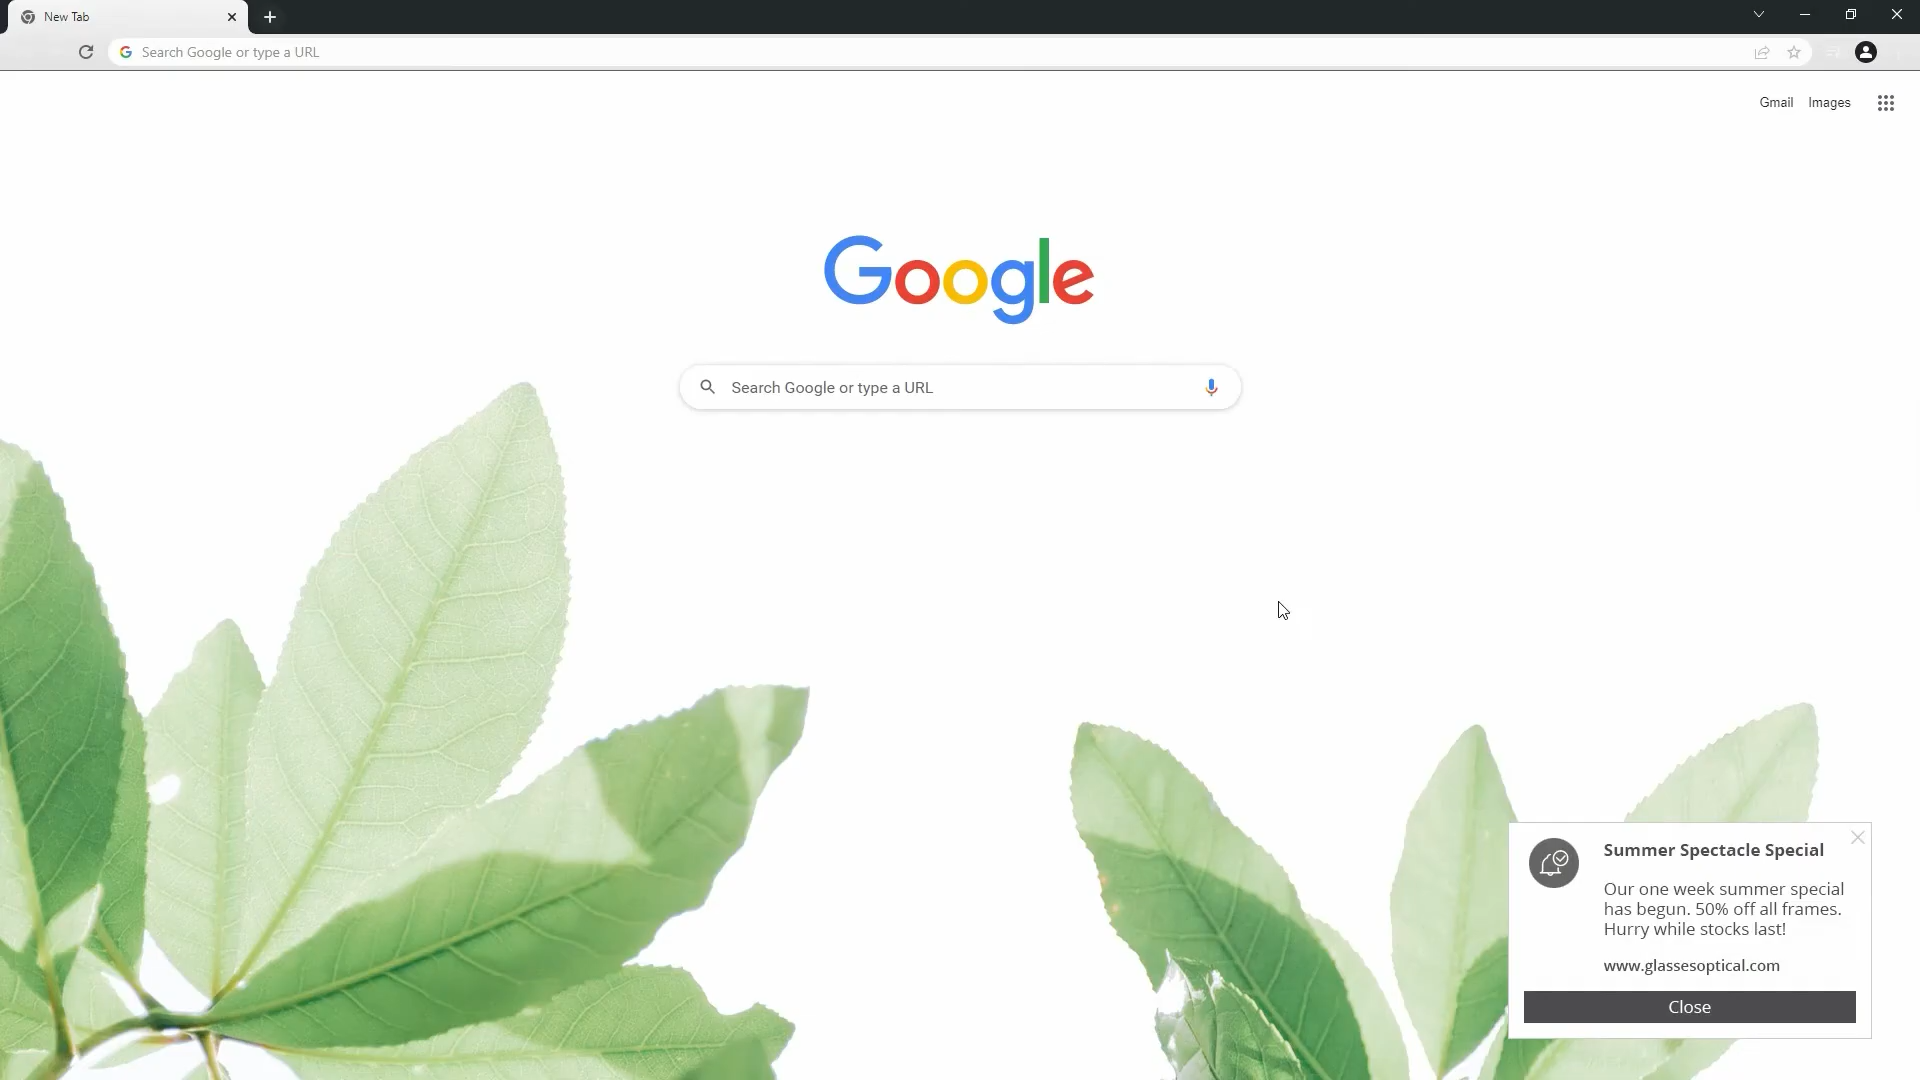 New Tab
Search Google or type a URL
Gmail Images
Google
Search Google or type a URL
Summer Spectacle Special
Our one week summer special
has begun. 50% off all frames.
Hurry while stocks last!
www.glassesoptical.com
Close